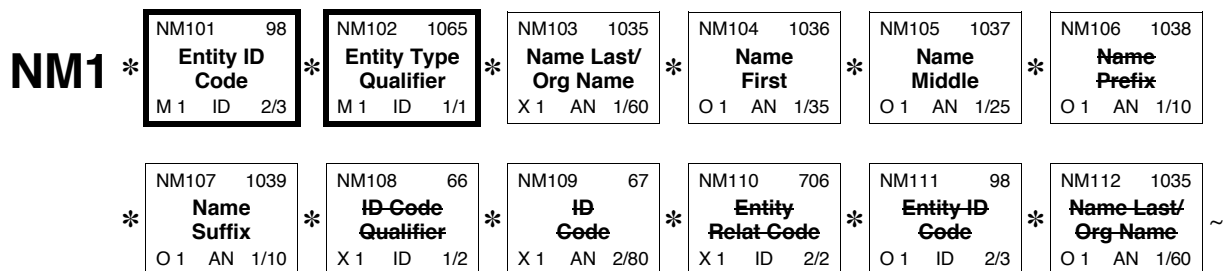 NM101 98 NM102 1065 NM103 1035 NM104 1036 NM105 1037 NM106 1038
NM1 * Entity ID Code * Entity Type Qualifier * Name Last/ Org Name * Name First * Name Middle * Name Prefix
M 1 ID 2/3 M 1 ID 1/1 X 1 AN 1/60 O 1 AN 1/35 O 1 AN 1/25 O 1 AN 1/10
NM107 1039 NM108 66 NM109 67 NM110 706 NM111 98 NM112 1035
* Name Suffix * ID Code Qualifier * ID Code * Entity Relat Code * Entity ID Code * Name Last/ Org Name ~
O 1 AN 1/10 X 1 ID 1/2 X 1 AN 2/80 X 1 ID 2/2 O 1 ID 2/3 O 1 AN 1/60